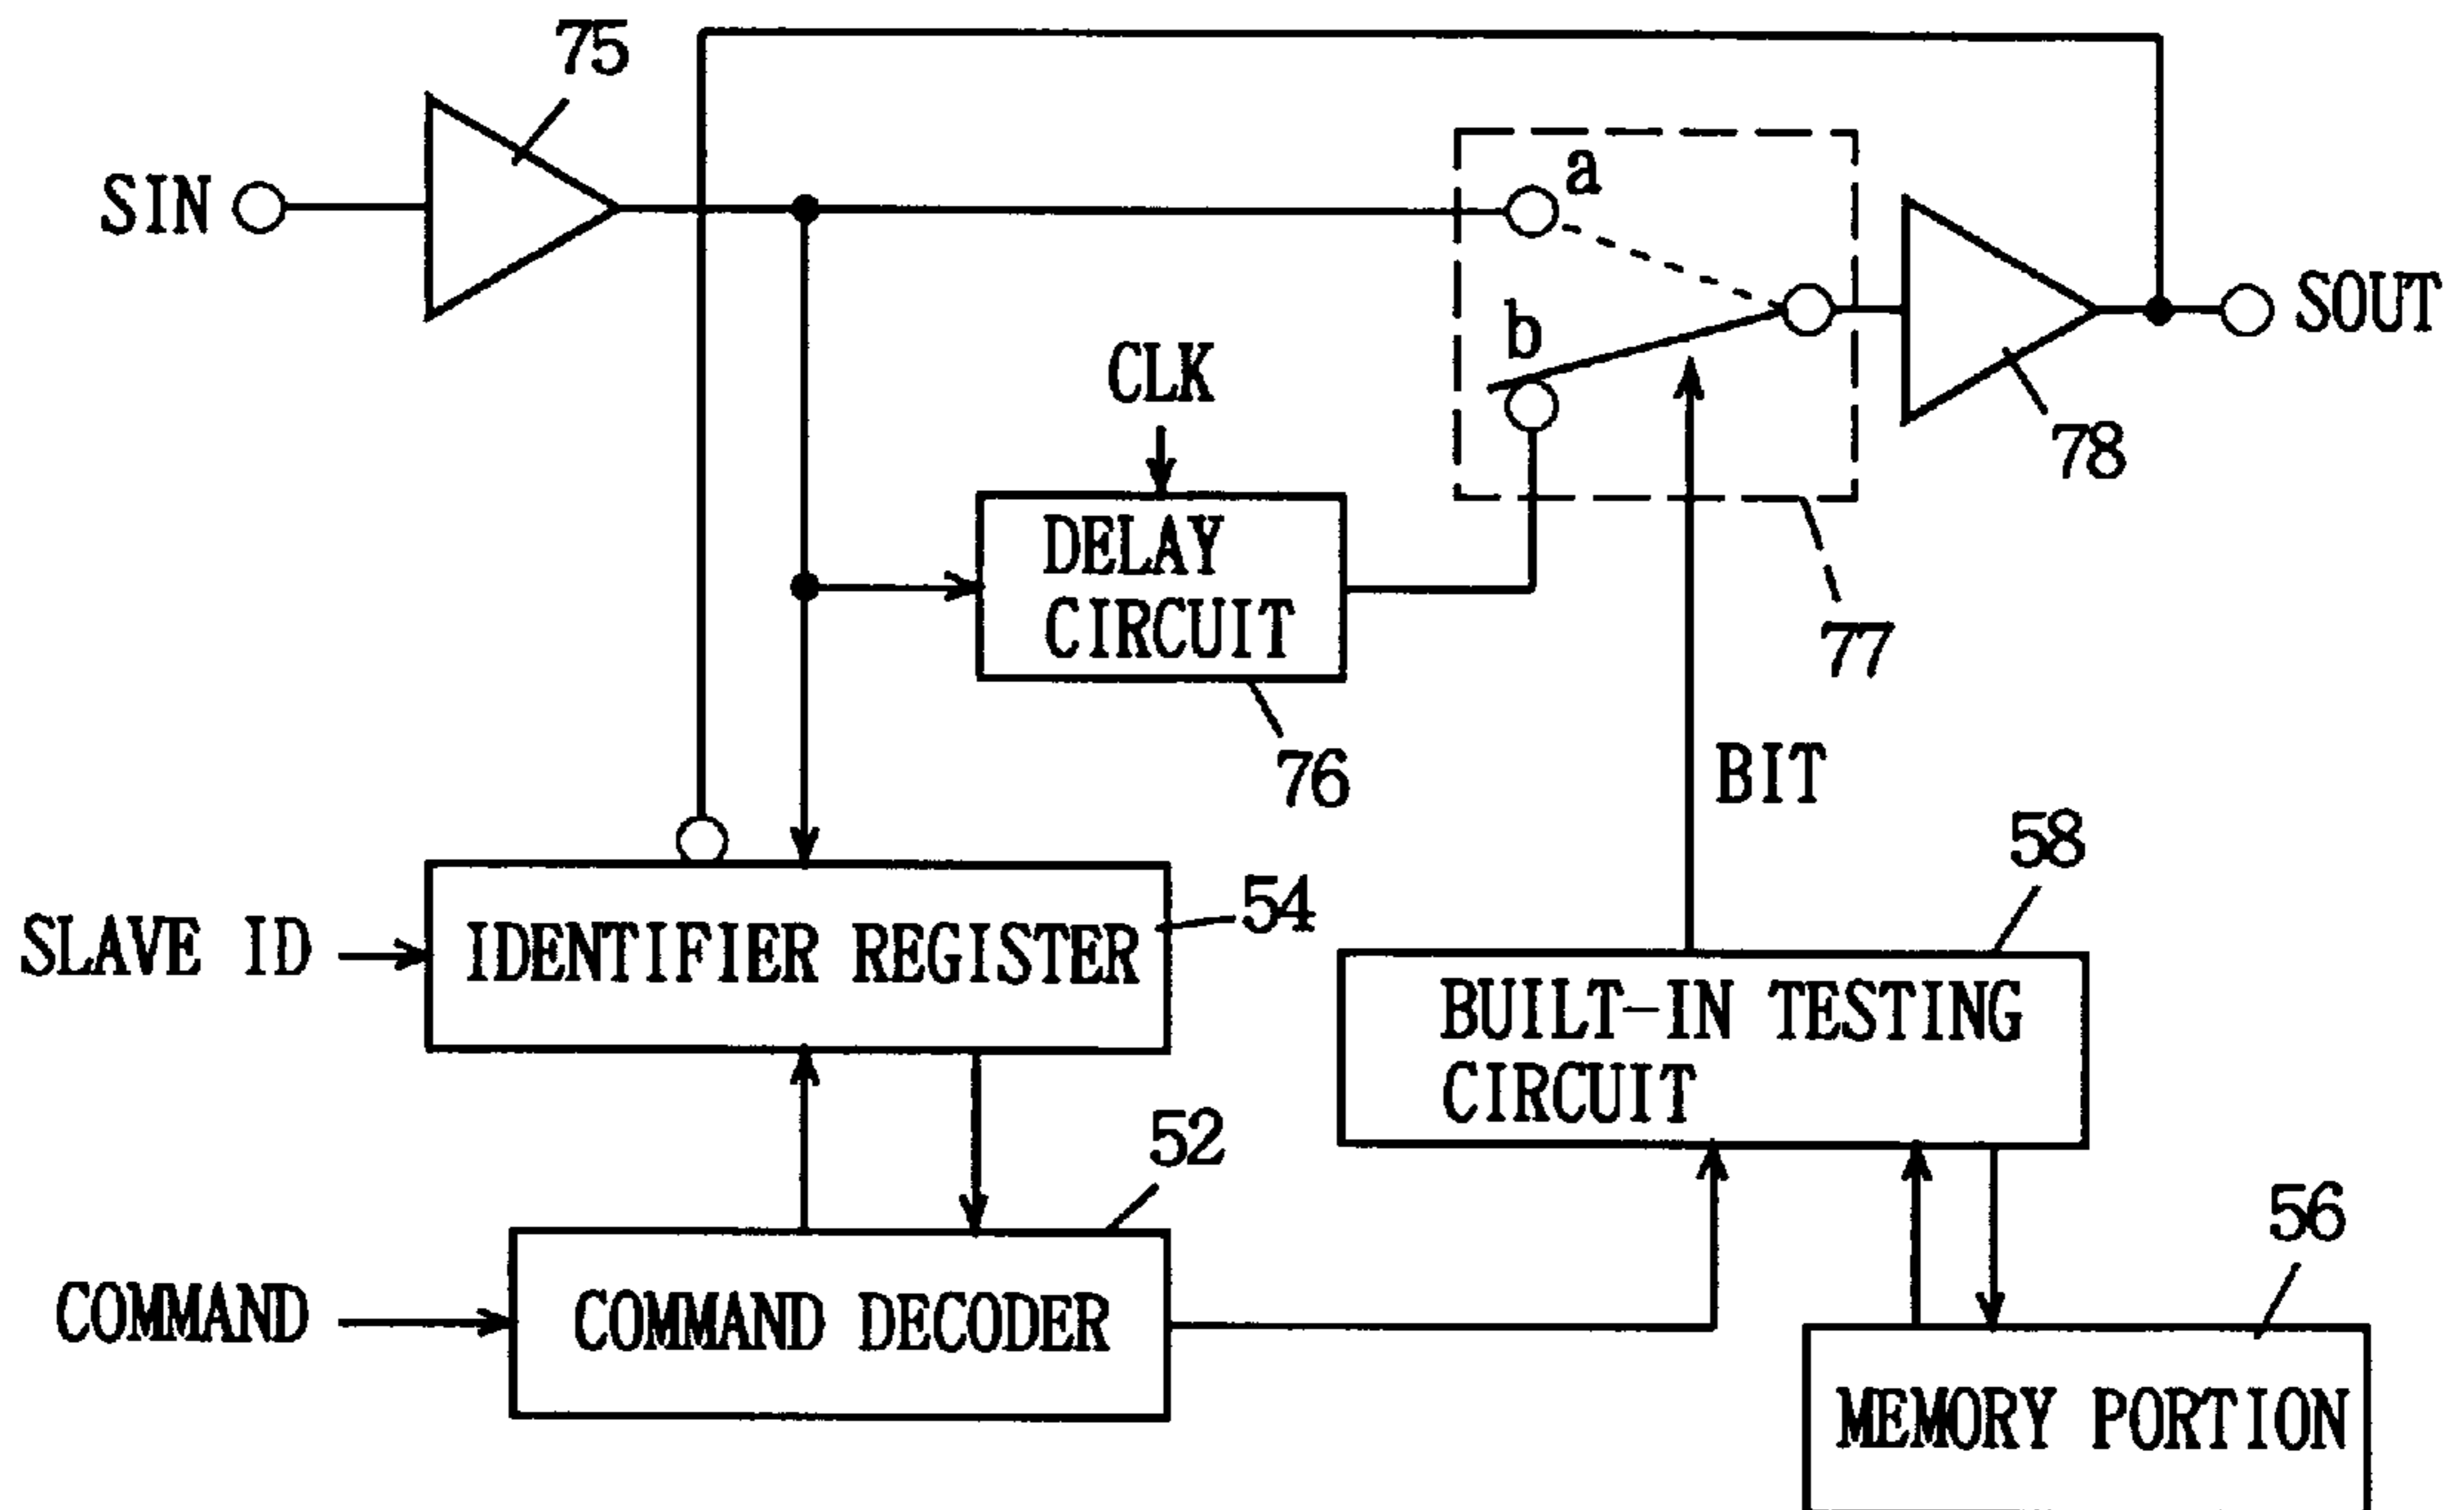 75
SIN
a
SOUT
b
CLK
78
DELAY
CIRCUIT
77
76
BIT
58
54
SLAVE ID
IDENTIFIER REGISTER
BUILT-IN TESTING
CIRCUIT
52
56
COMMAND
COMMAND DECODER
MEMORY PORTION